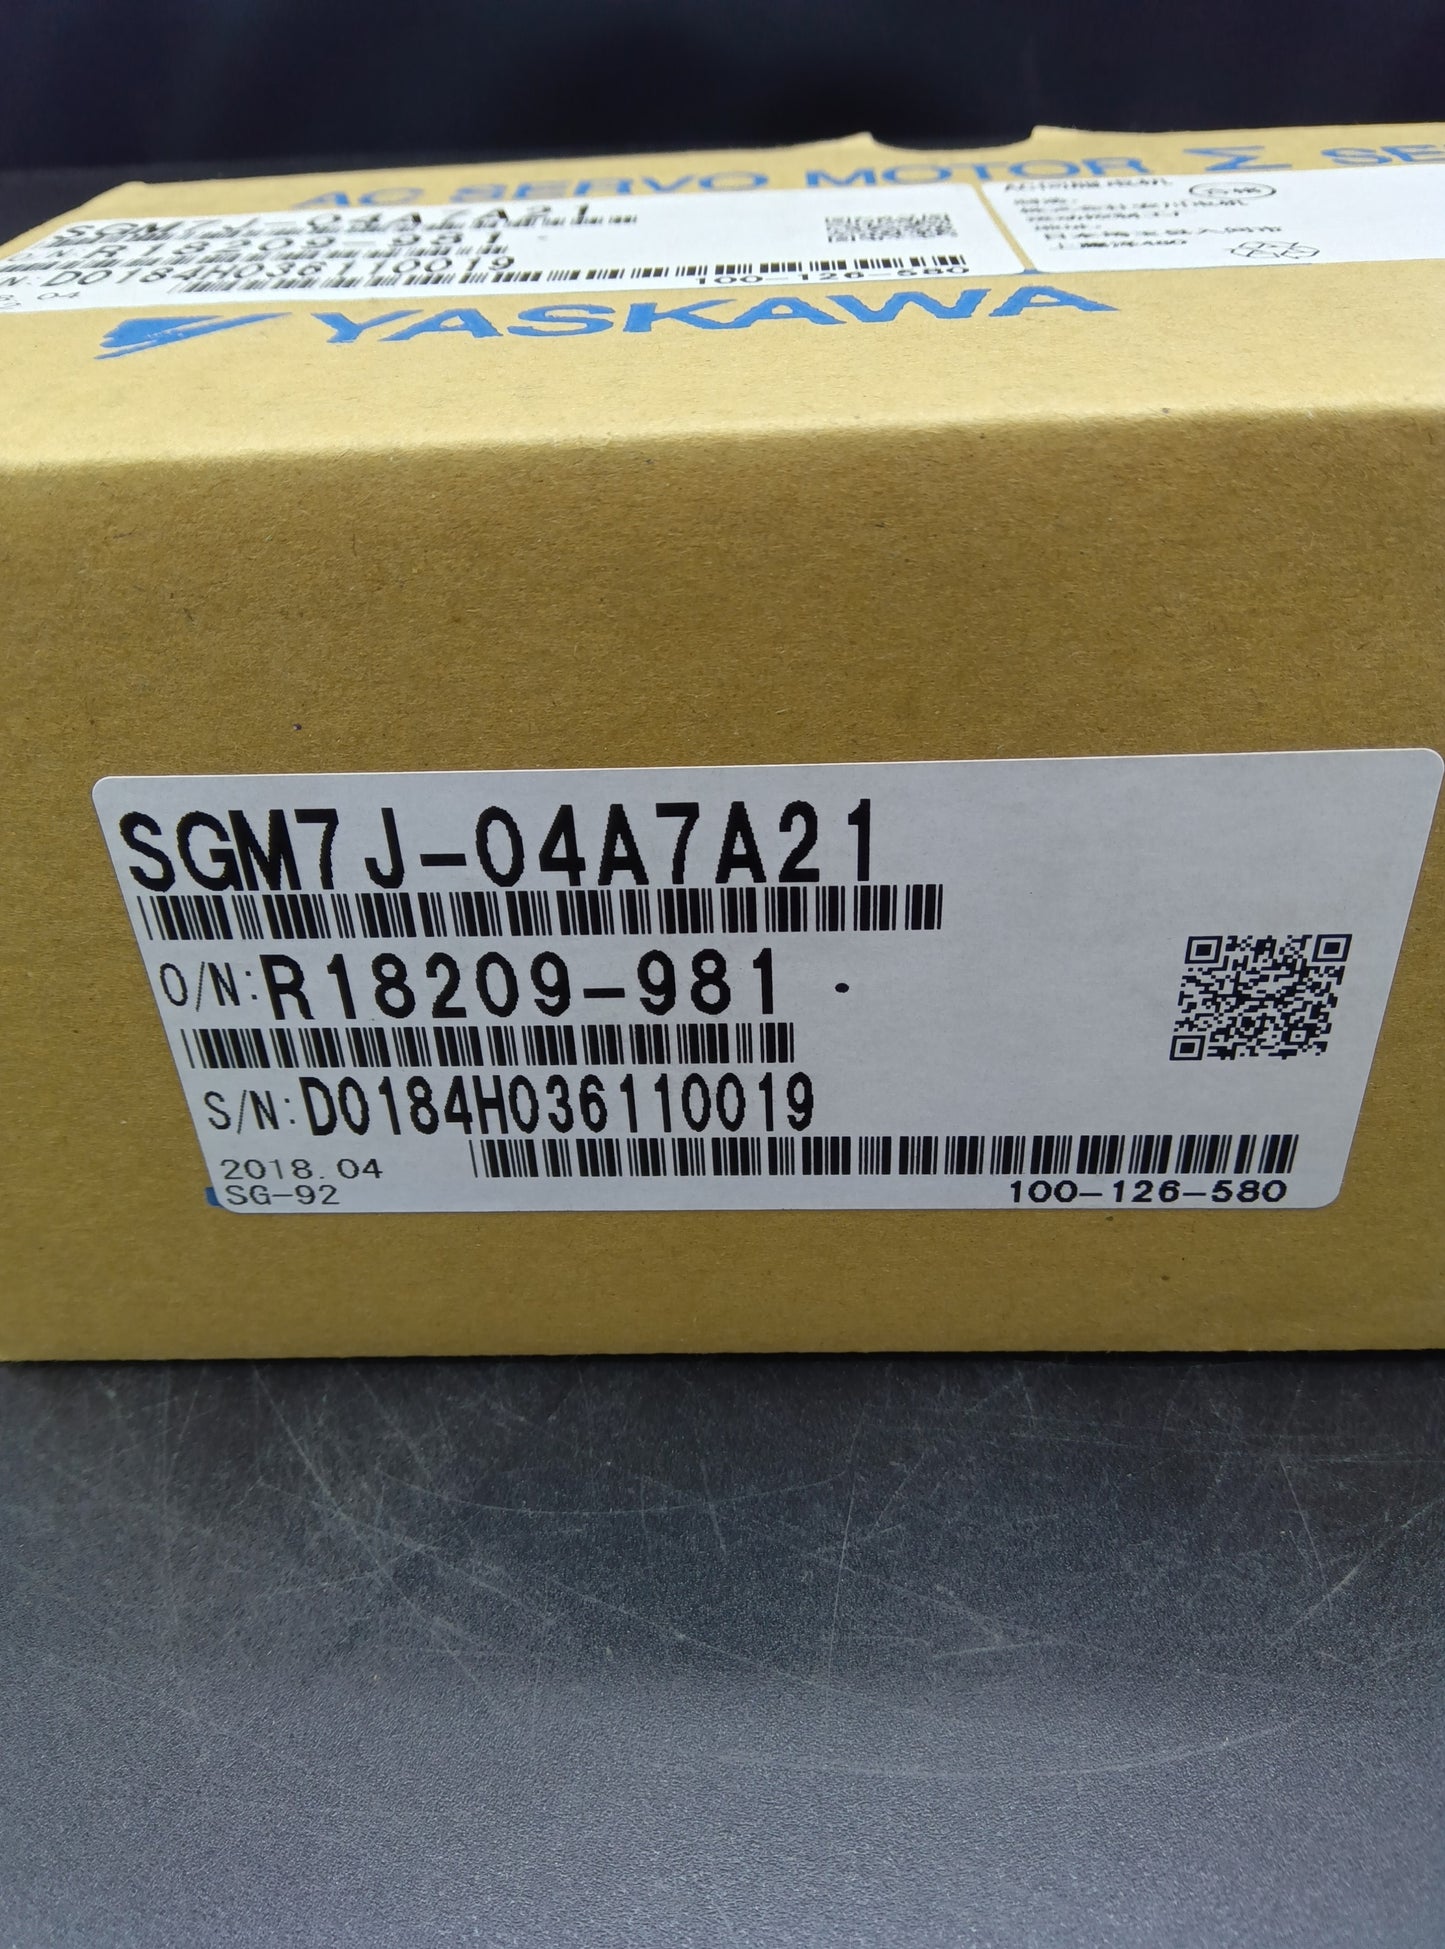 AC SERVO MOTOR Σ SE
SGM7J-04A7A21
O/N:R18209-981
N:D0184H036110019
100-126-580
YASKAWA
SGM7J-04A7A21
O/N:R18209-981
S/N:D0184H036110019
2018.04
SG-92
100-126-580